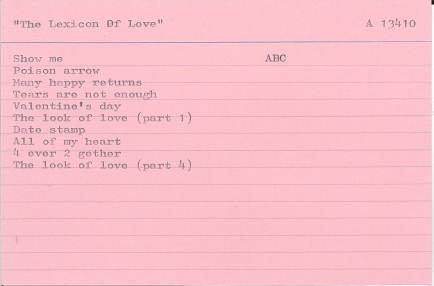 "The Lexicon Of Love" A 13410
Show me ABC
Poison arrow
Many happy returns
Tears are not enough
Valentine's day
The look of love (part 1)
Date stamp
All of my heart
4 ever 2 gether
The look of love (part 4)